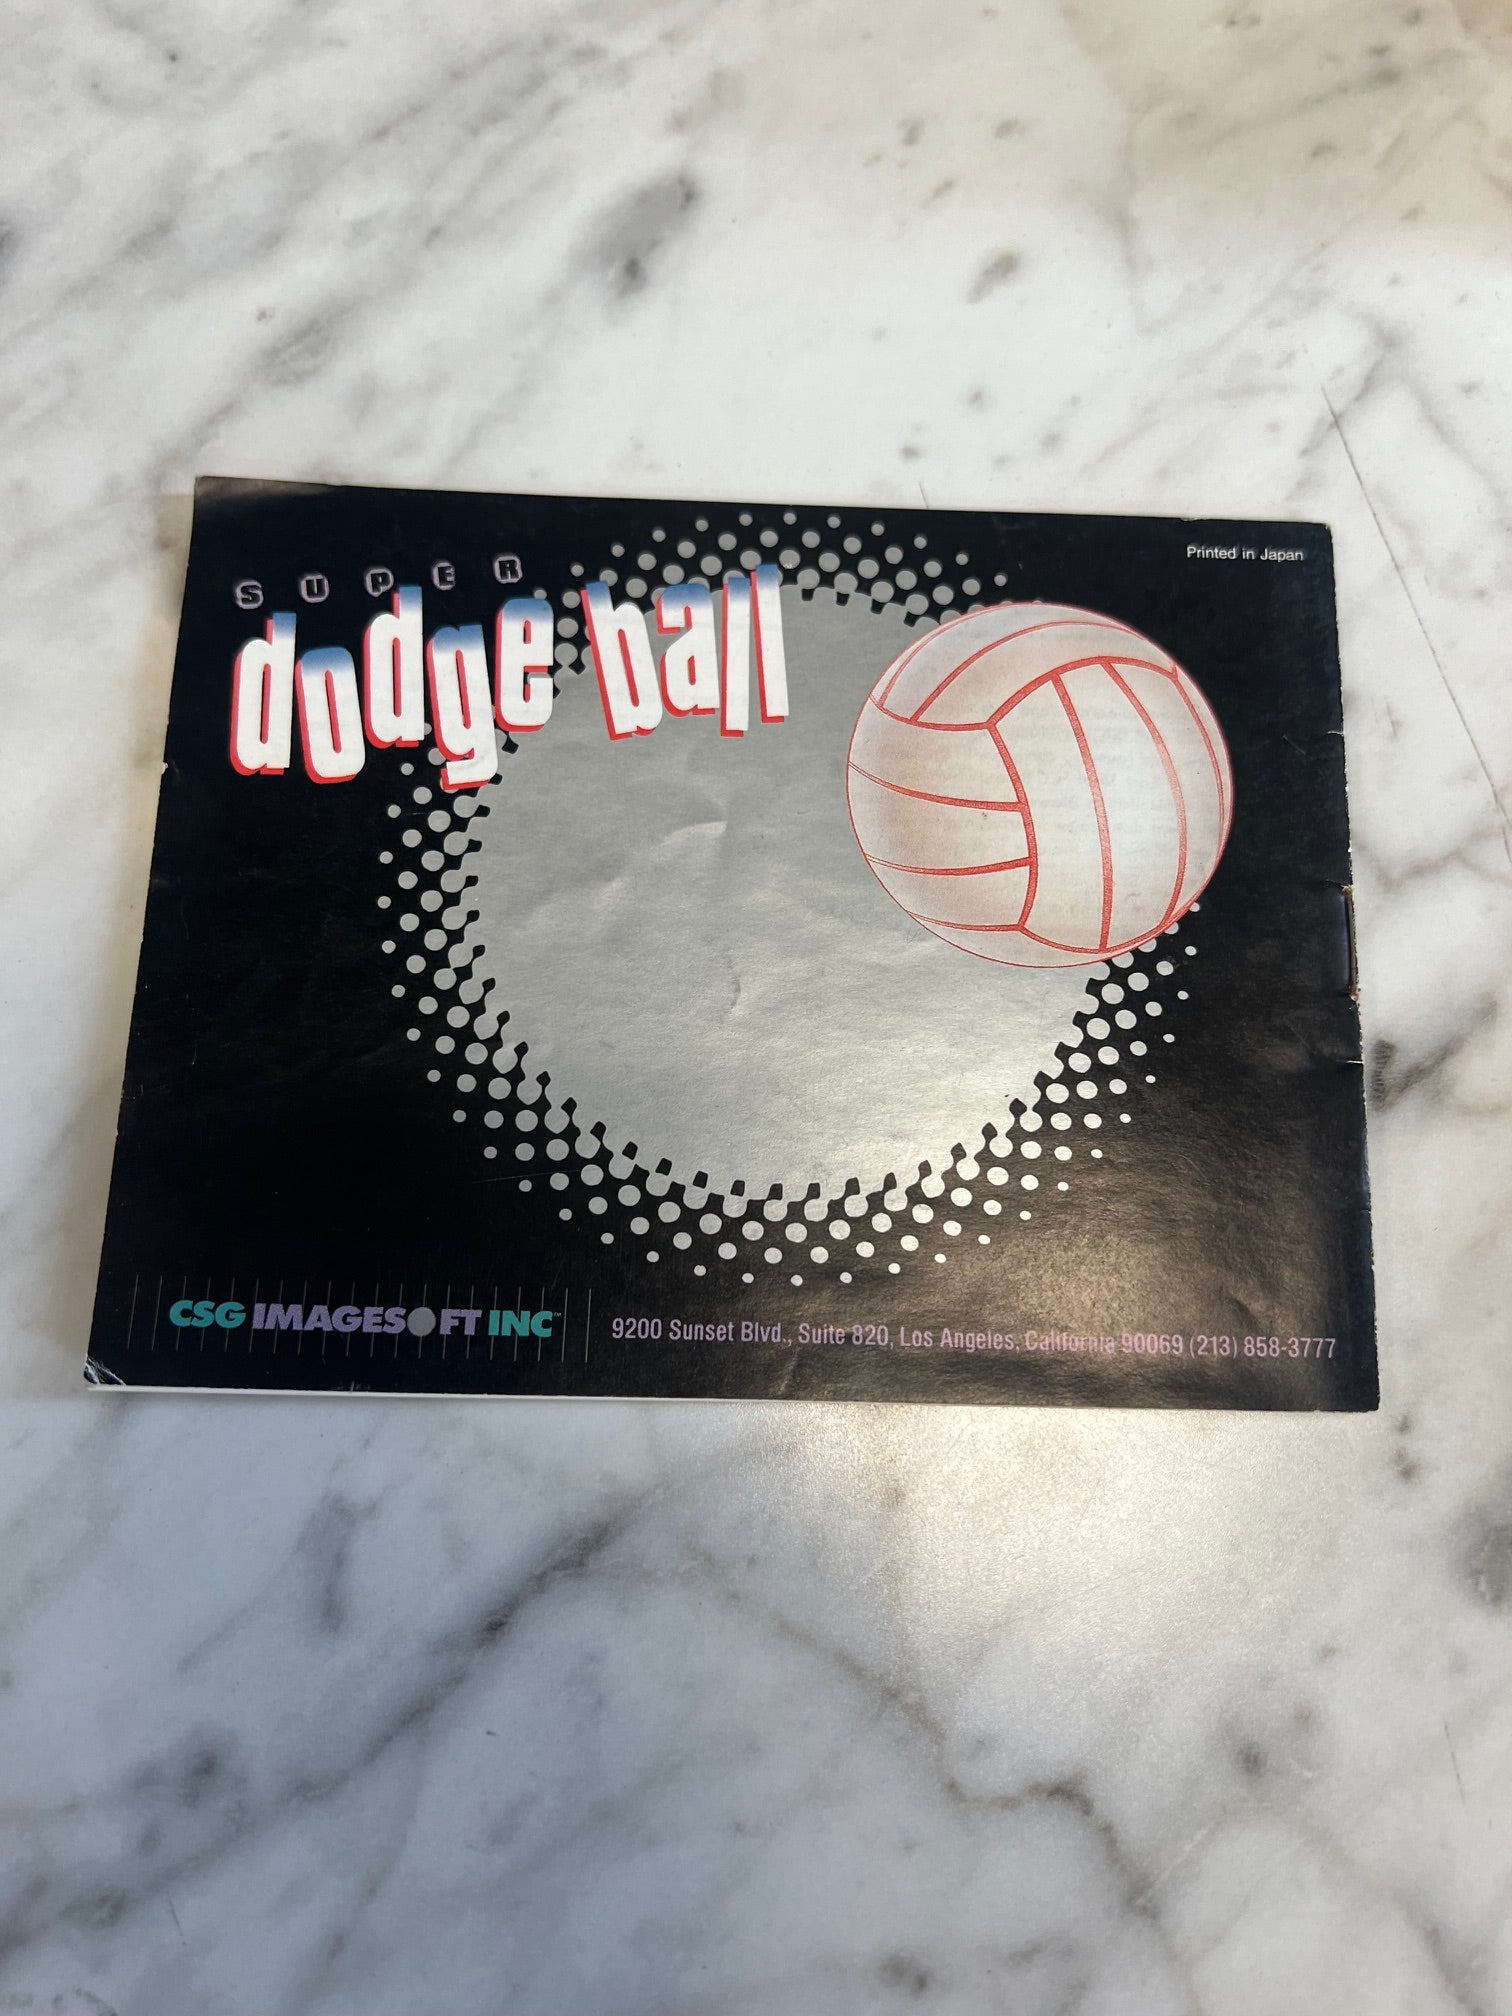 Printed in Japan
SUPER
dodge ball
CSG IMAGESOFT INC™
9200 Sunset Blvd., Suite 820, Los Angeles, California 90069 (213) 858-3777